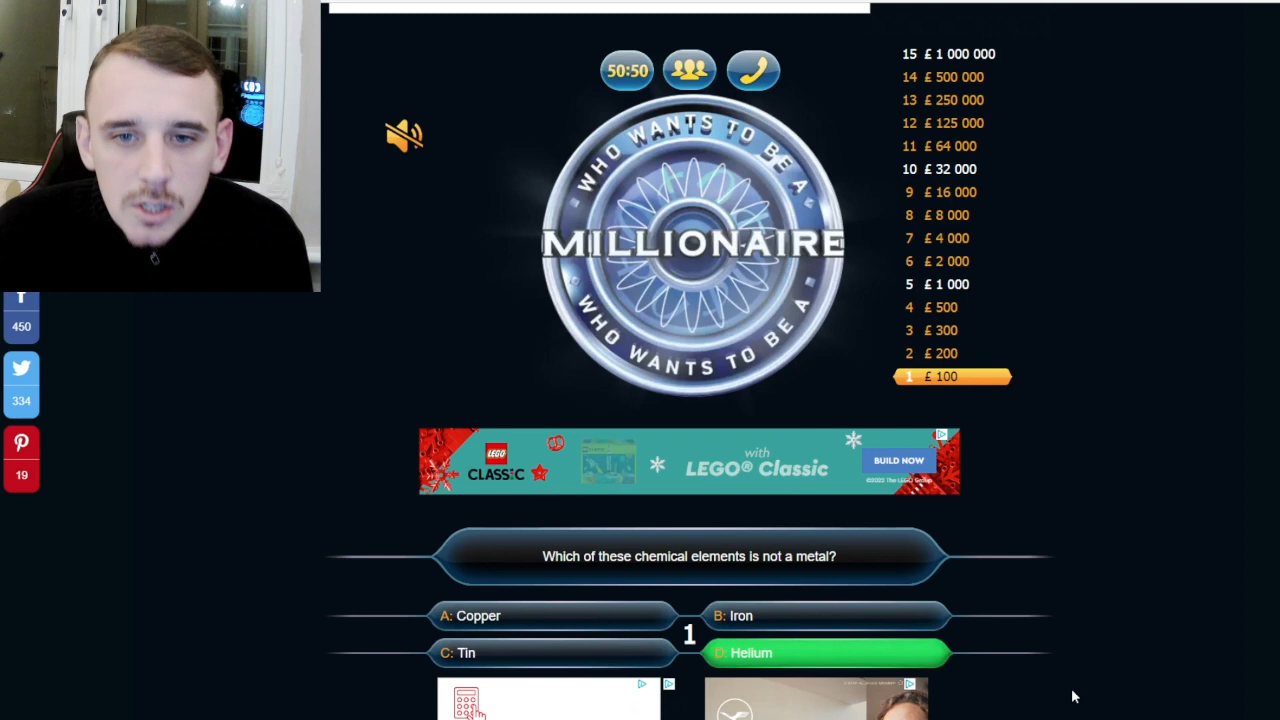 50:50
15 £ 1 000 000
14 £ 500 000
13 £ 250 000
12 £ 125 000
11 £ 64 000
10 £ 32 000
9 £ 16 000
8 £ 8 000
7 £ 4 000
6 £ 2 000
5 £ 1 000
4 £ 500
3 £ 300
2 £ 200
1 £ 100
WHO WANTS TO BE A
MILLIONAIRE
WHO WANTS TO BE A
450
334
19
LEGO
CLASSIC
with
LEGO® Classic
BUILD NOW
©2022 The LEGO Group
Which of these chemical elements is not a metal?
A: Copper
B: Iron
1
C: Tin
D: Helium